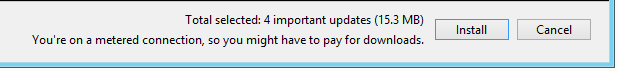 Total selected: 4 important updates (15.3 MB)
You're on a metered connection, so you might have to pay for downloads.
Install
Cancel